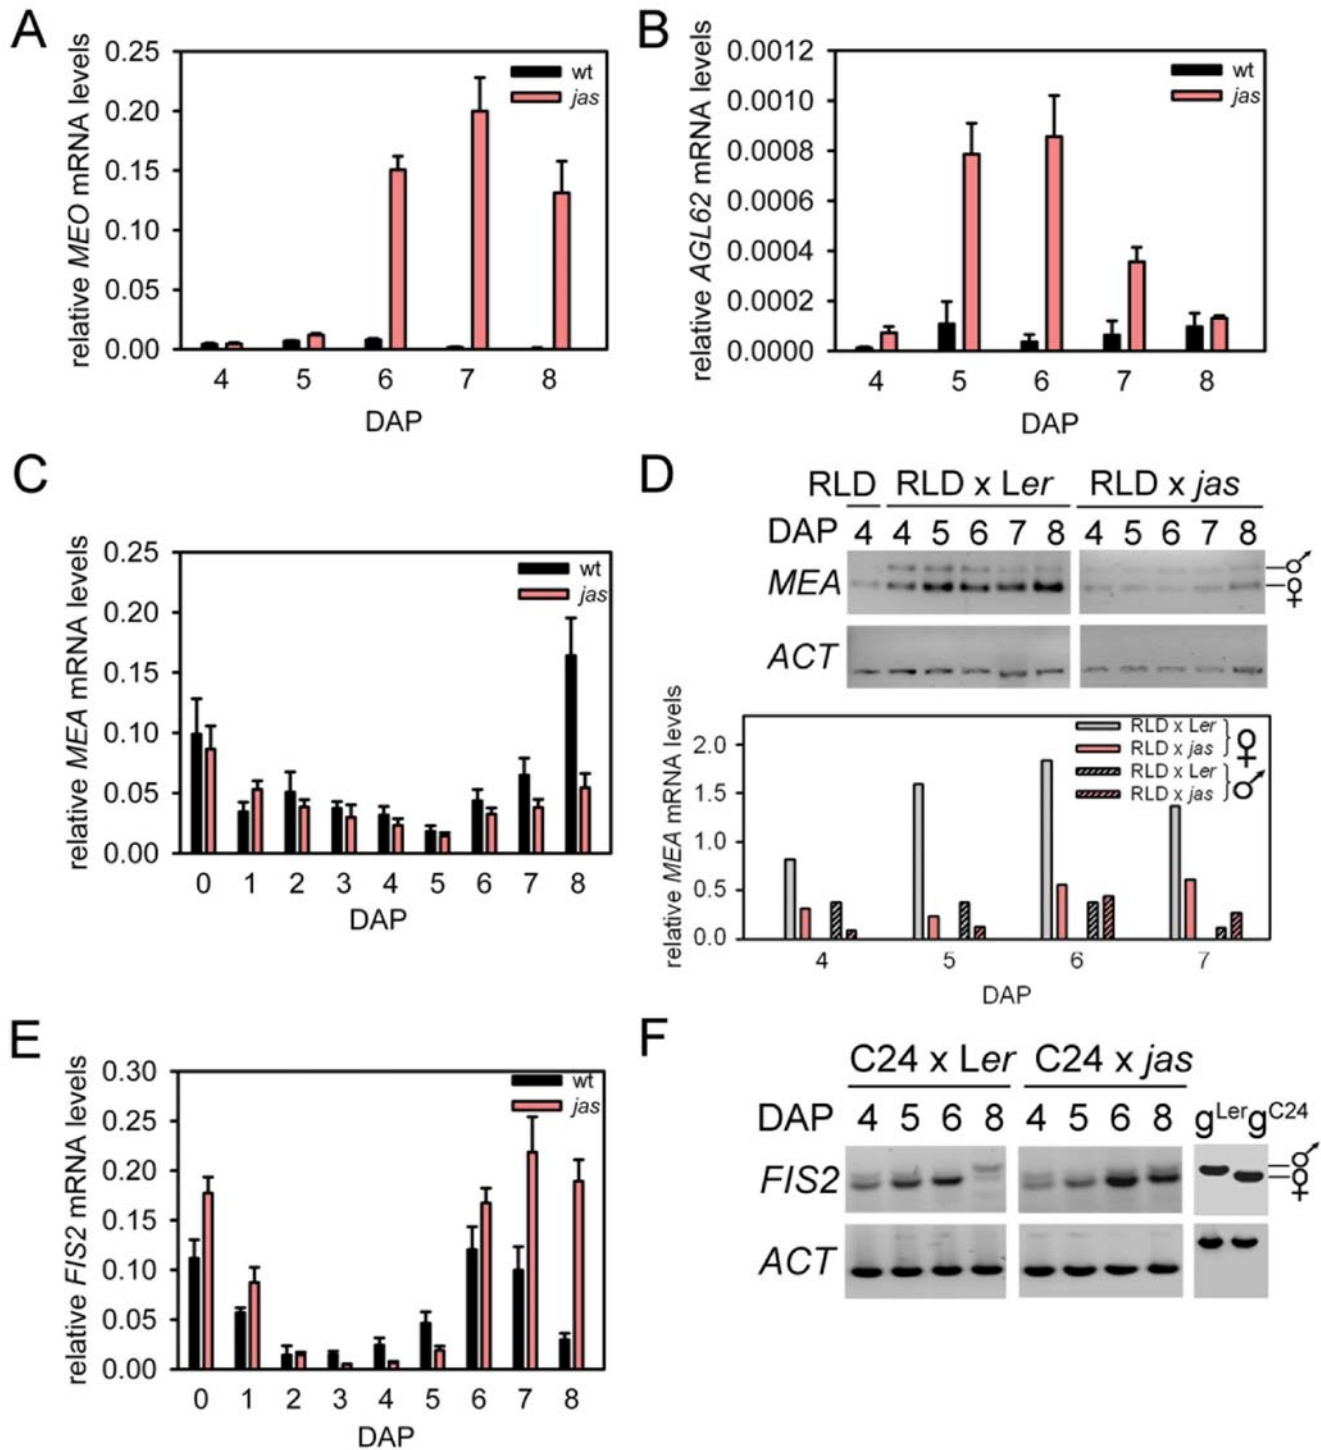 A
relative MEO mRNA levels
0.25
0.20
0.15
0.10
0.05
0.00
wt
jas
4 5 6 7 8
DAP
B
relative AGL62 mRNA levels
0.0012
0.0010
0.0008
0.0006
0.0004
0.0002
0.0000
wt
jas
4 5 6 7 8
DAP
C
relative MEA mRNA levels
0.25
0.20
0.15
0.10
0.05
0.00
wt
jas
0 1 2 3 4 5 6 7 8
DAP
D
RLD RLD x Ler RLD x jas
DAP 4 4 5 6 7 8 4 5 6 7 8
MEA ♂
♀
ACT
relative MEA mRNA levels
2.0
1.5
1.0
0.5
0.0
RLD x Ler
RLD x jas } ♀
RLD x Ler
RLD x jas } ♂
4 5 6 7
DAP
E
relative FIS2 mRNA levels
0.30
0.25
0.20
0.15
0.10
0.05
0.00
wt
jas
0 1 2 3 4 5 6 7 8
DAP
F
C24 x Ler C24 x jas
DAP 4 5 6 8 4 5 6 8 gLer gC24
FIS2 ♂
♀
ACT